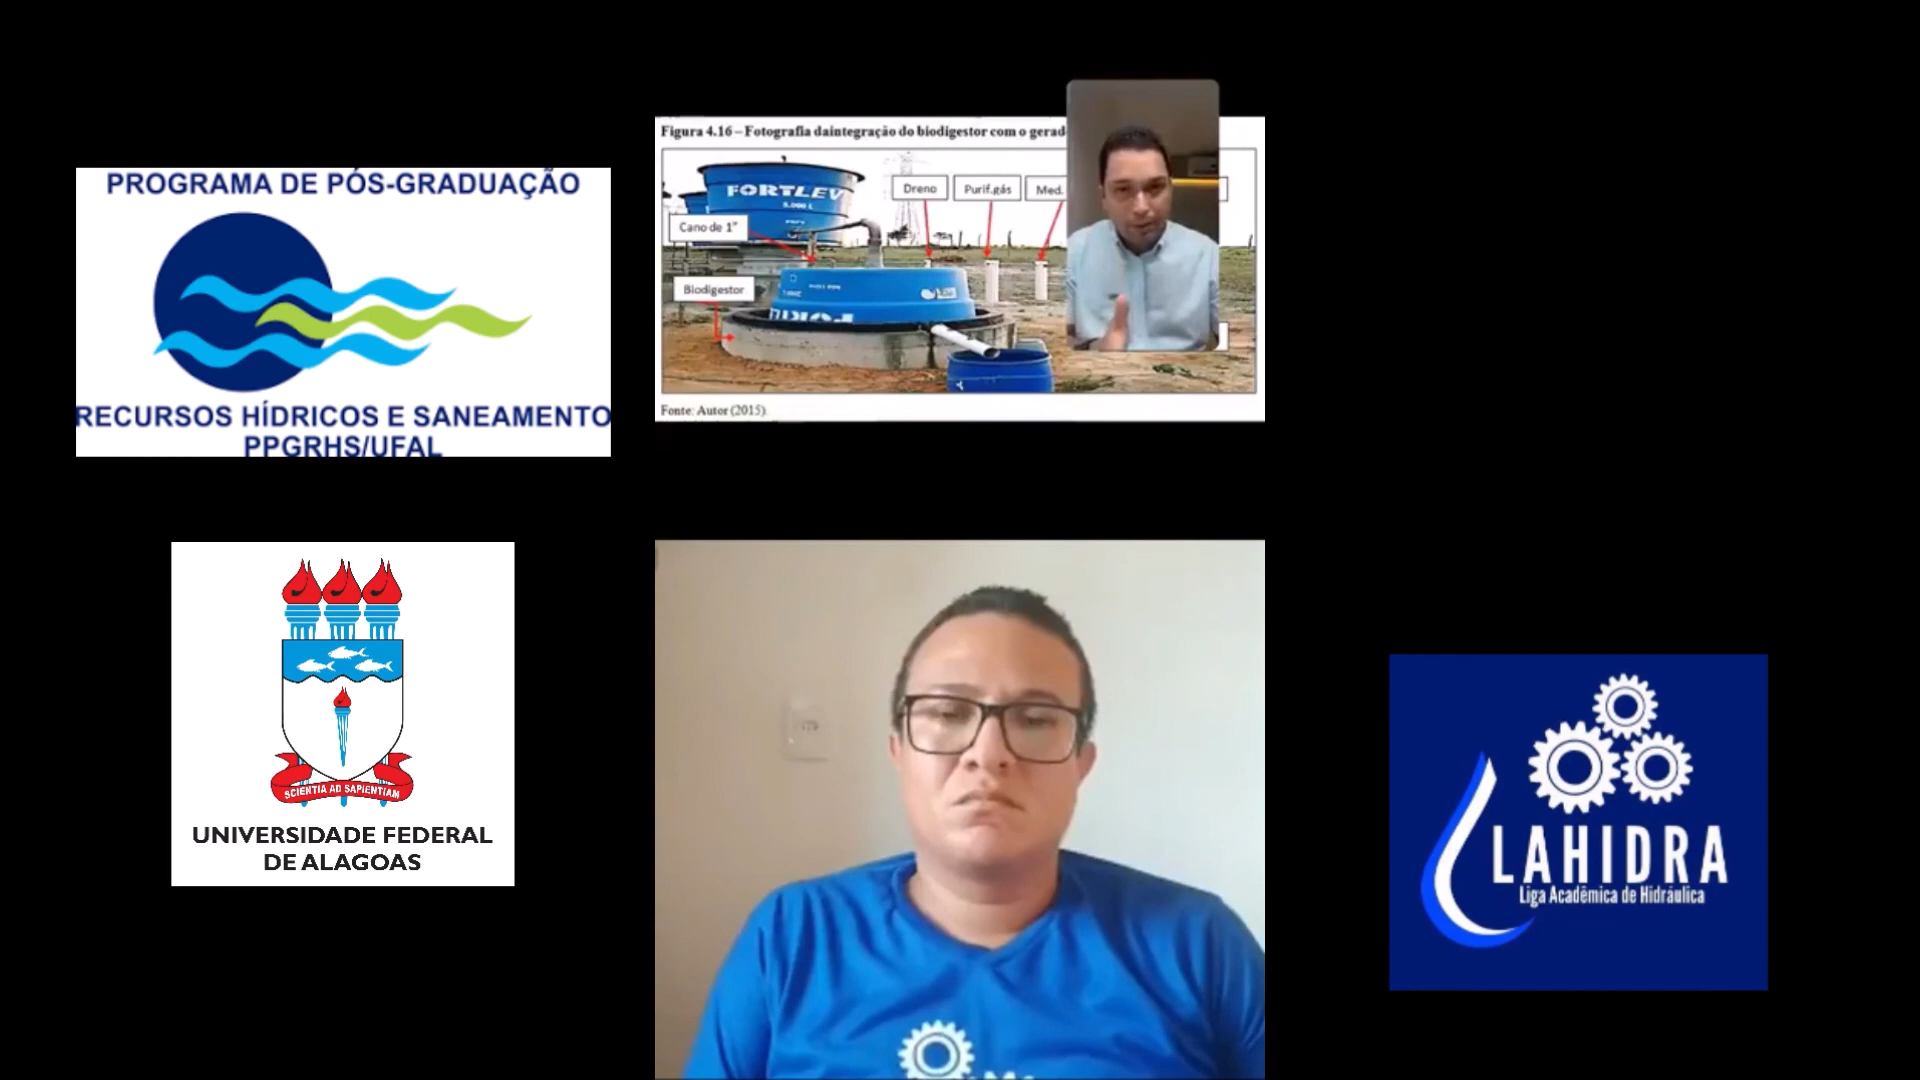 PROGRAMA DE PÓS-GRADUAÇÃO
RECURSOS HÍDRICOS E SANEAMENTO
PPGRHS/UFAL
Figura 4.16 – Fotografia daintegração do biodigestor com o gerad
FORTLEV
5.000 L
Dreno
Purif.gás
Med.
Cano de 1"
Biodigestor
Fonte: Autor (2015).
SCIENTIA AD SAPIENTIAM
UNIVERSIDADE FEDERAL
DE ALAGOAS
LAHIDRA
Liga Acadêmica de Hidráulica